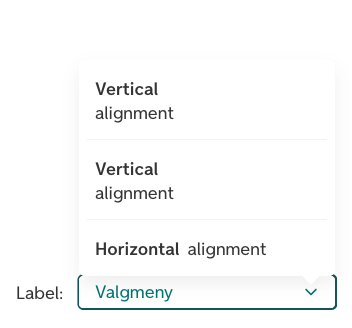 Vertical
alignment
Vertical
alignment
Horizontal alignment
Label: Valgmeny